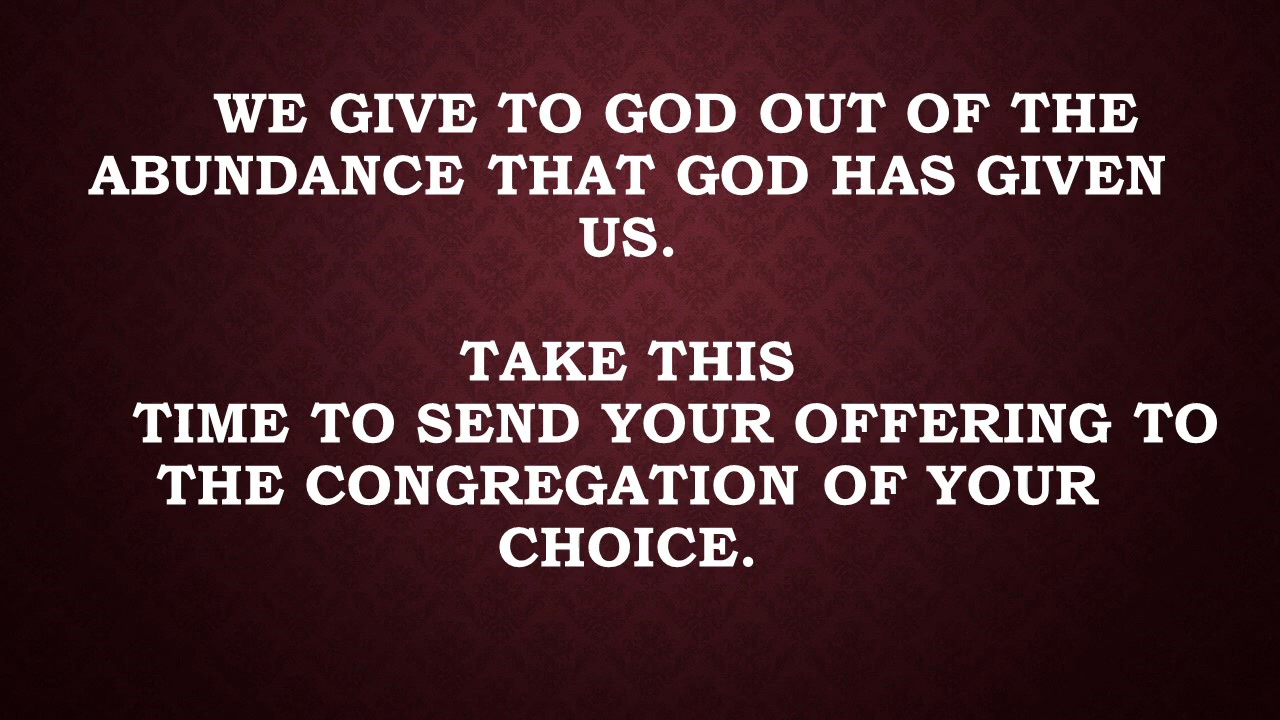 WE GIVE TO GOD OUT OF THE
ABUNDANCE THAT GOD HAS GIVEN
US.
TAKE THIS
TIME TO SEND YOUR OFFERING TO
THE CONGREGATION OF YOUR
CHOICE.